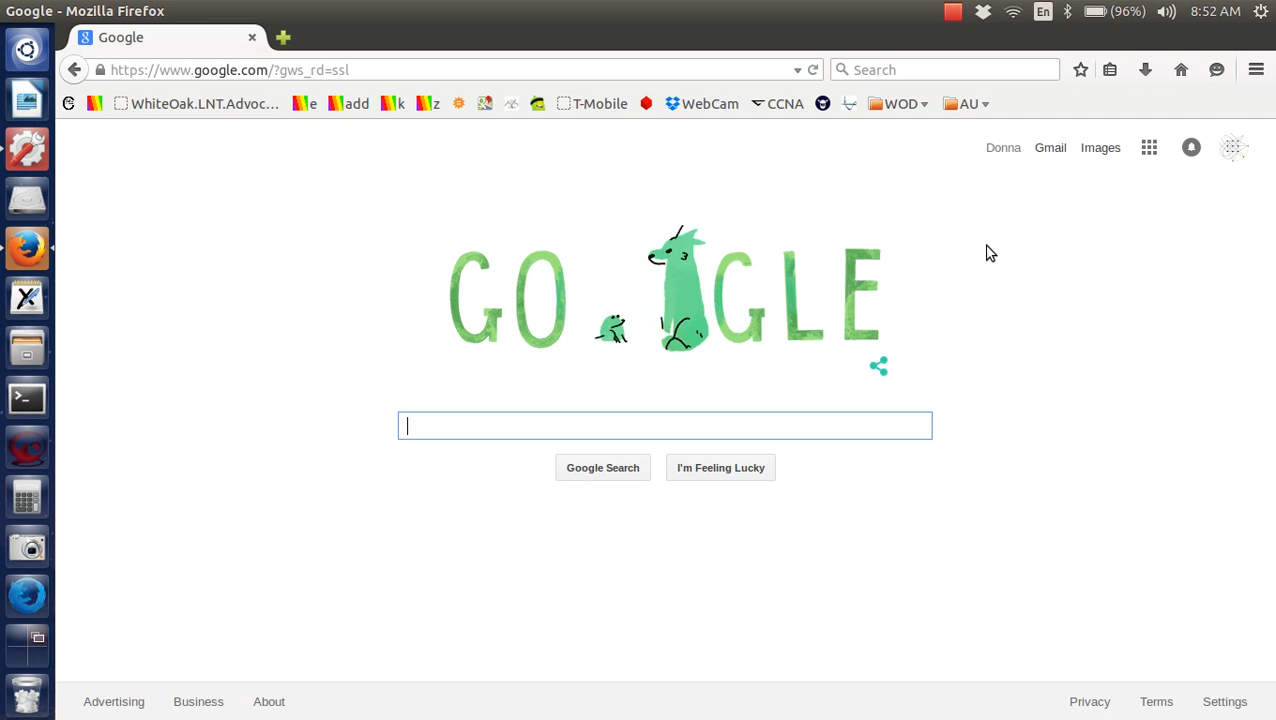 Google - Mozilla Firefox
En
(96%)
8:52 AM
Google
https://www.google.com/?gws_rd=ssl
Search
WhiteOak.LNT.Advoc...
e
add
k
z
T-Mobile
WebCam
CCNA
WOD
AU
Donna
Gmail
Images
GO GLE
Google Search
I'm Feeling Lucky
Advertising
Business
About
Privacy
Terms
Settings